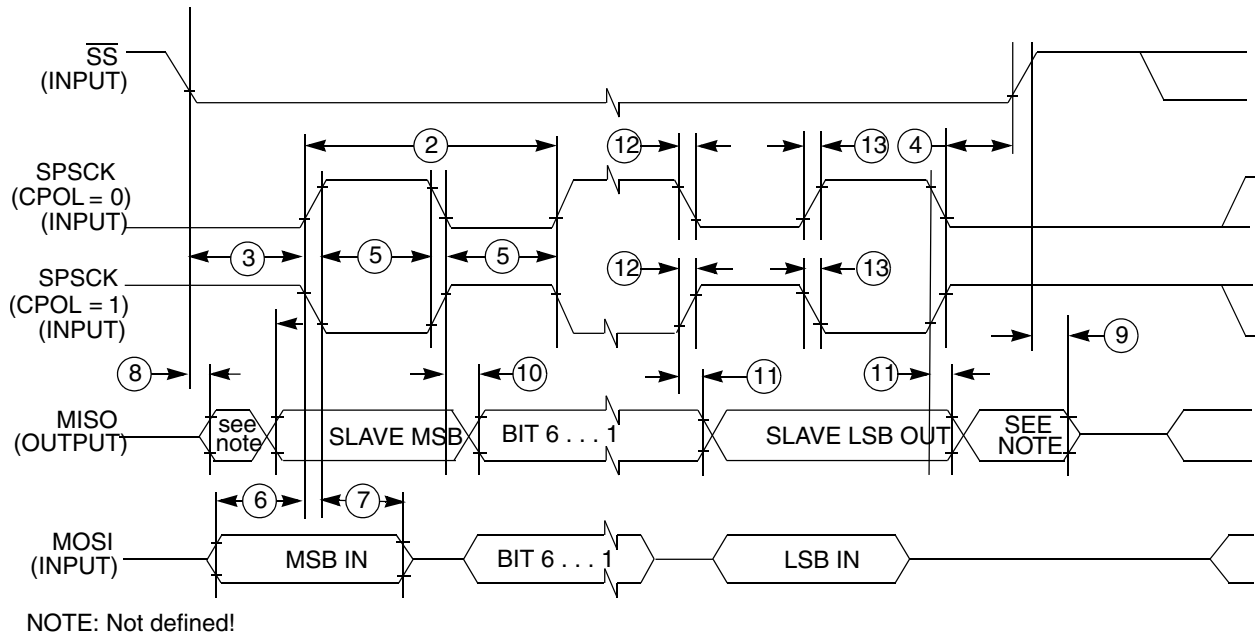 SS
(INPUT)
2
12
13
4
SPSCK
(CPOL = 0)
(INPUT)
3
5
5
12
13
SPSCK
(CPOL = 1)
(INPUT)
9
8
10
11
11
MISO
(OUTPUT)
see
note
SLAVE MSB
BIT 6 . . . 1
SLAVE LSB OUT
SEE
NOTE
6
7
MOSI
(INPUT)
MSB IN
BIT 6 . . . 1
LSB IN
NOTE: Not defined!